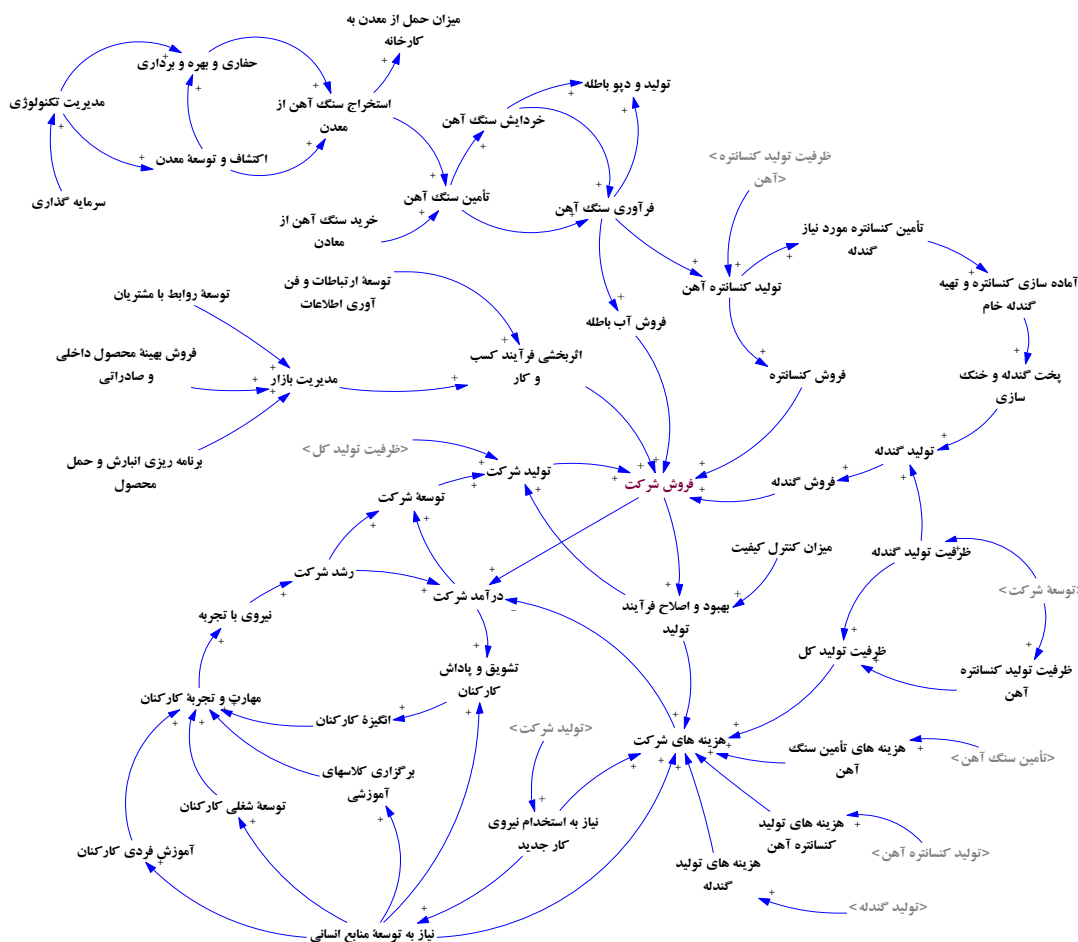 میزان حمل از معدن به
کارخانه
حفاری و بهره و برداری
تولید و دپو باطله
مدیریت تکنولوژی
استخراج سنگ آهن از
معدن
خردایش سنگ آهن
اکتشاف و توسعۀ معدن
<ظرفیت تولید کنسانتره
آهن>
سرمایه گذاری
تأمین سنگ آهن
فرآوری سنگ آهن
خرید سنگ آهن از
معادن
تأمین کنسانتره مورد نیاز
گندله
توسعۀ ارتباطات و فن
آوری اطلاعات
تولید کنسانتره آهن
آماده سازی کنسانتره و تهیه
گندله خام
توسعۀ روابط با مشتریان
فروش آب باطله
فروش بهینۀ محصول داخلی
و صادراتی
مدیریت بازار
اثربخشی فرآیند کسب
و کار
فروش کنسانتره
پخت گندله و خنک
سازی
برنامه ریزی انبارش و حمل
محصول
<ظرفیت تولید کل>
تولید شرکت
تولید گندله
فروش شرکت
فروش گندله
توسعۀ شرکت
میزان کنترل کیفیت
ظرفیت تولید گندله
رشد شرکت
درآمد شرکت
<توسعۀ شرکت>
نیروی با تجربه
بهبود و اصلاح فرآیند
تولید
ظرفیت تولید کل
ظرفیت تولید کنسانتره
آهن
تشویق و پاداش
کارکنان
مهارت و تجربۀ کارکنان
انگیزۀ کارکنان
<تولید شرکت>
هزینه های شرکت
هزینه های تأمین سنگ
آهن
<تأمین سنگ آهن>
برگزاری کلاسهای
آموزشی
توسعۀ شغلی کارکنان
نیاز به استخدام نیروی
کار جدید
هزینه های تولید
کنسانتره آهن
<تولید کنسانتره آهن>
آموزش فردی کارکنان
هزینه های تولید
گندله
<تولید گندله>
نیاز به توسعۀ منابع انسانی